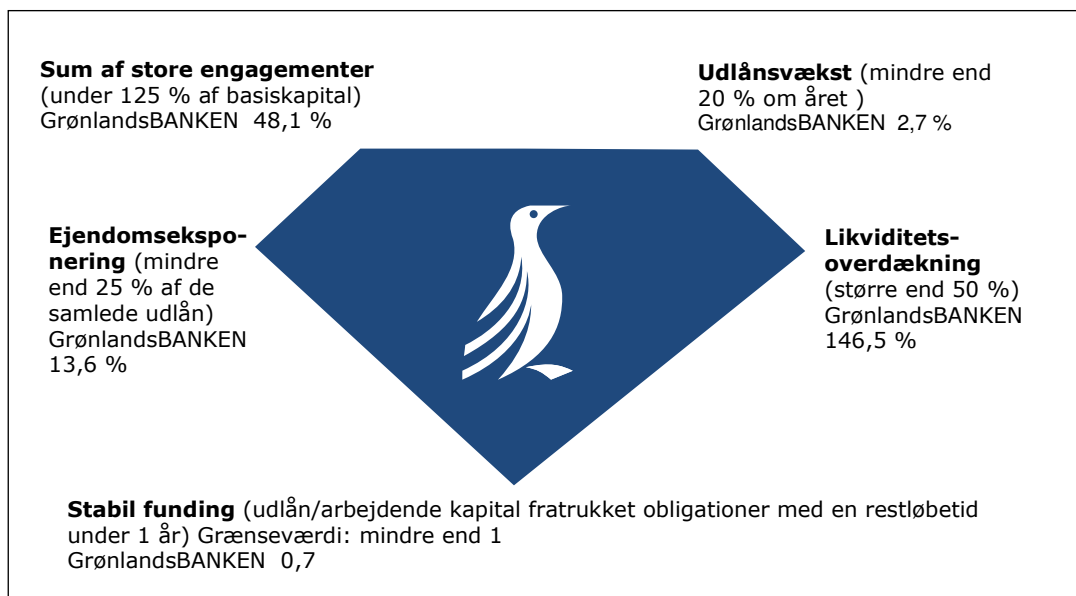 Sum af store engagementer
(under 125 % af basiskapital)
GrønlandsBANKEN 48,1 %
Udlånsvækst (mindre end
20 % om året )
GrønlandsBANKEN 2,7 %
Ejendomsekspo-
nering (mindre
end 25 % af de
samlede udlån)
GrønlandsBANKEN
13,6 %
Likviditets-
overdækning
(større end 50 %)
GrønlandsBANKEN
146,5 %
Stabil funding (udlån/arbejdende kapital fratrukket obligationer med en restløbetid
under 1 år) Grænseværdi: mindre end 1
GrønlandsBANKEN 0,7